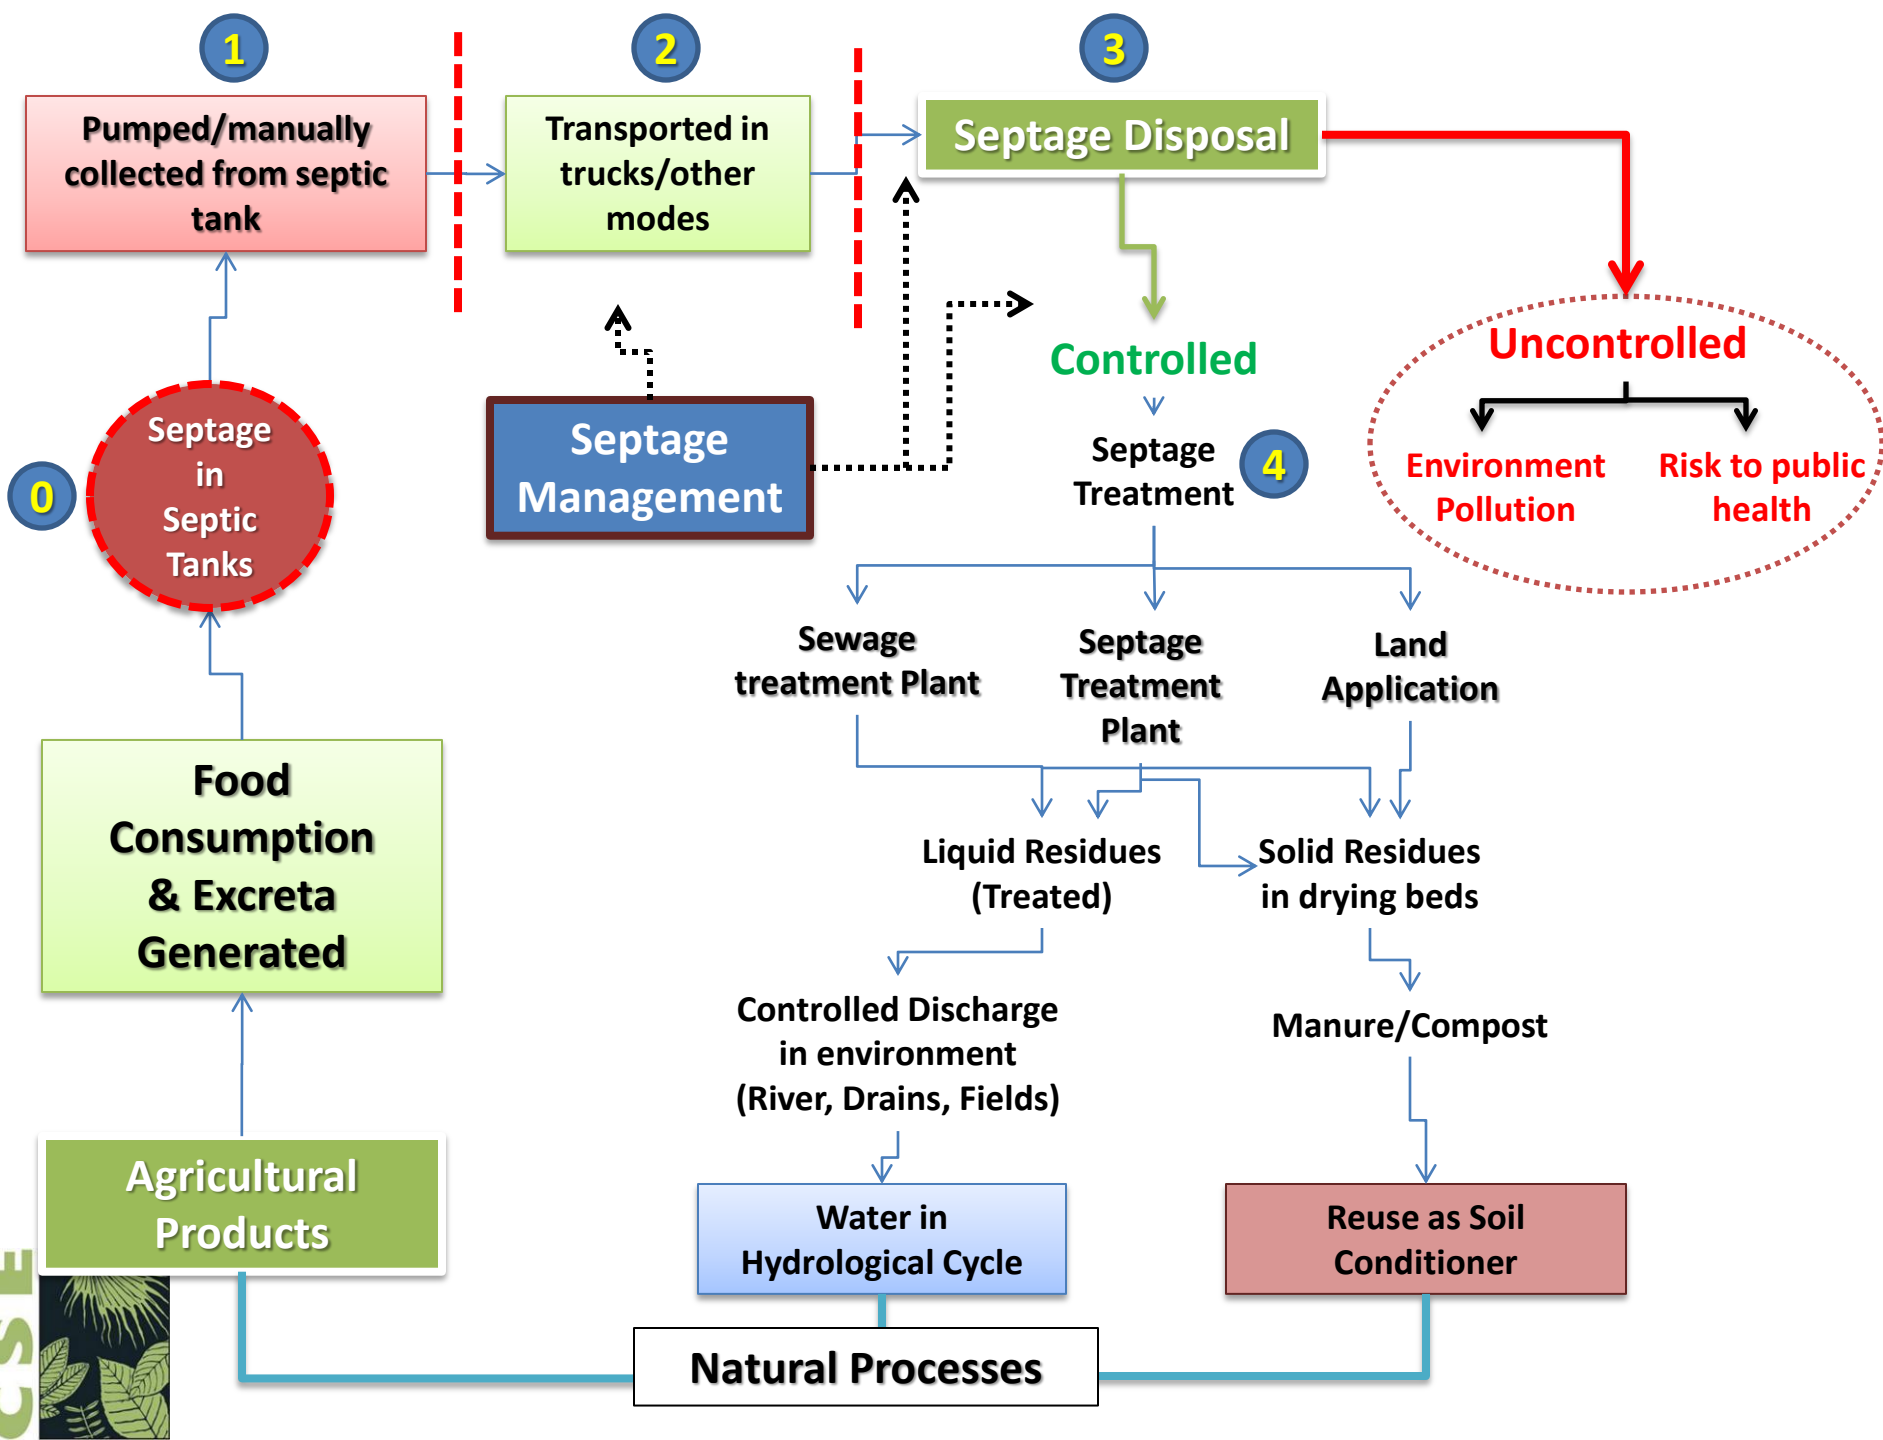 1
2
3
Pumped/manually
collected from septic
tank
Transported in
trucks/other
modes
Septage Disposal
Uncontrolled
Environment
Pollution
Risk to public
health
Controlled
Septage
Treatment
4
Septage
Management
0
Septage
in
Septic
Tanks
Sewage
treatment Plant
Septage
Treatment
Plant
Land
Application
Food
Consumption
& Excreta
Generated
Liquid Residues
(Treated)
Solid Residues
in drying beds
Controlled Discharge
in environment
(River, Drains, Fields)
Manure/Compost
Agricultural
Products
Water in
Hydrological Cycle
Reuse as Soil
Conditioner
Natural Processes
CSE